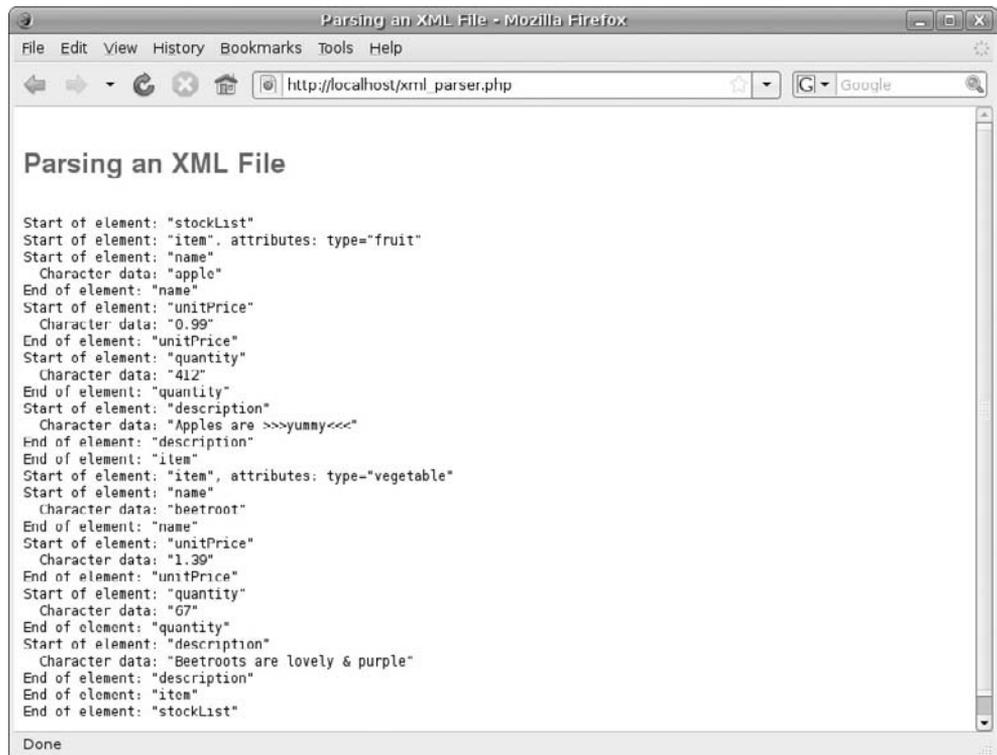 Parsing an XML File - Mozilla Firefox
File Edit View History Bookmarks Tools Help
http://localhost/xml_parser.php
G Google
Parsing an XML File
Start of element: "stockList"
Start of element: "item", attributes: type="fruit"
Start of element: "name"
Character data: "apple"
End of element: "name"
Start of element: "unitPrice"
Character data: "0.99"
End of element: "unitPrice"
Start of element: "quantity"
Character data: "412"
End of element: "quantity"
Start of element: "description"
Character data: "Apples are >>>yummy<<<"
End of element: "description"
End of element: "item"
Start of element: "item", attributes: type="vegetable"
Start of element: "name"
Character data: "beetroot"
End of element: "name"
Start of element: "unitPrice"
Character data: "1.39"
End of element: "unitPrice"
Start of element: "quantity"
Character data: "67"
End of element: "quantity"
Start of element: "description"
Character data: "Beetroots are lovely & purple"
End of element: "description"
End of element: "item"
End of element: "stockList"
Done